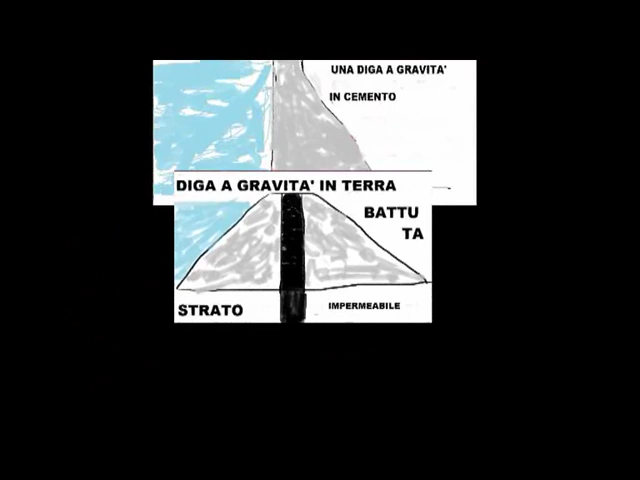 UNA DIGA A GRAVITA'
IN CEMENTO
DIGA A GRAVITA' IN TERRA
BATTU
TA
STRATO
IMPERMEABILE